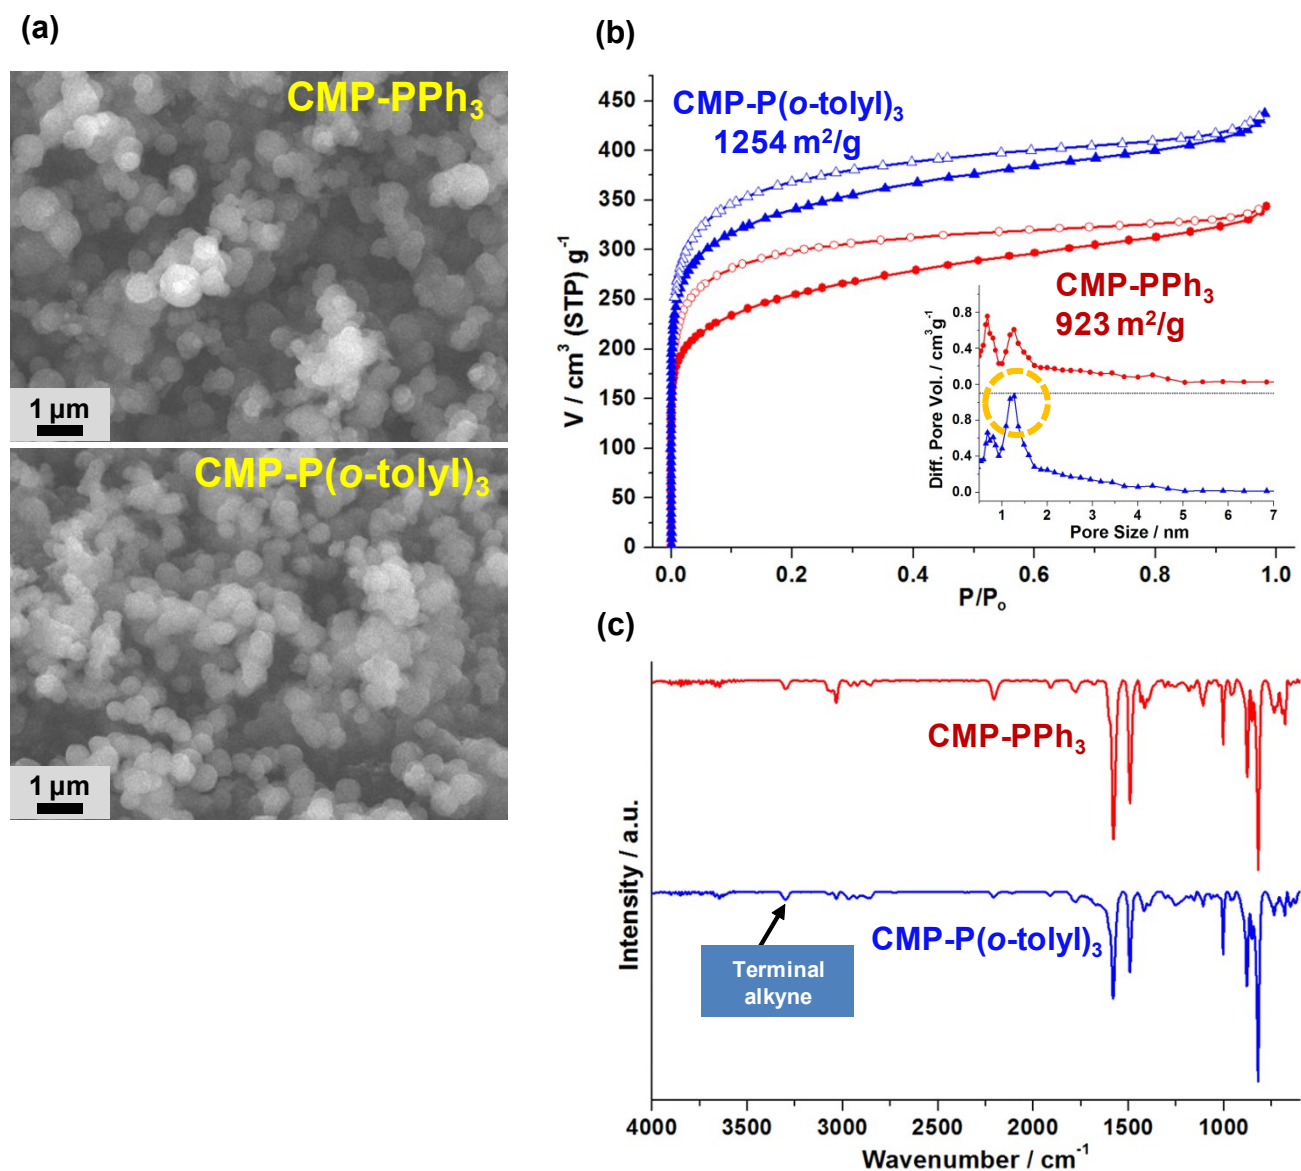 (a)
CMP-PPh3
1 µm
CMP-P(o-tolyl)3
1 µm
(b)
CMP-P(o-tolyl)3
1254 m2/g
450
400
350
300
250
200
150
100
50
0
V / cm3 (STP) g-1
0.0 0.2 0.4 0.6 0.8 1.0
P/Po
CMP-PPh3
923 m2/g
0.8
0.4
0.0
0.8
0.4
0.0
Diff. Pore Vol. / cm3g-1
1 2 3 4 5 6 7
Pore Size / nm
(c)
CMP-PPh3
CMP-P(o-tolyl)3
Terminal
alkyne
Intensity / a.u.
4000 3500 3000 2500 2000 1500 1000
Wavenumber / cm-1